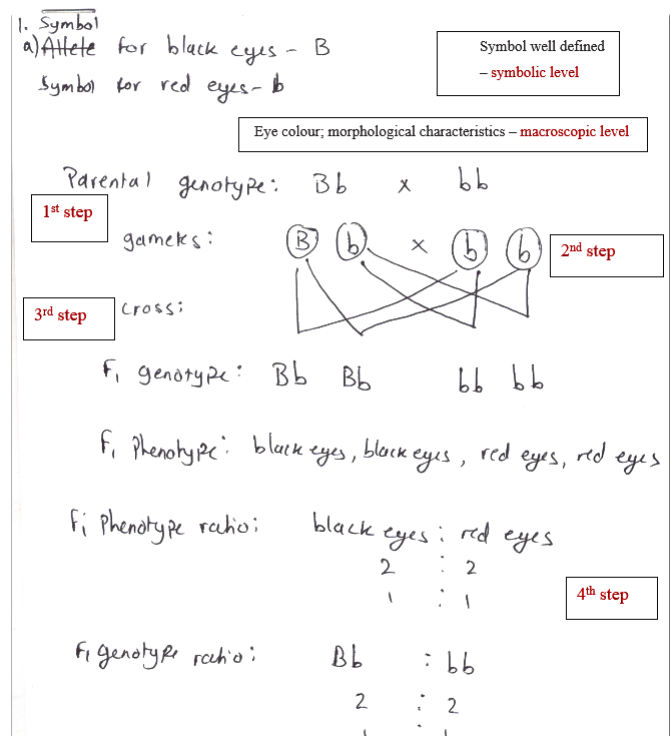 1. Symbol
a) Allele for black eyes - B
Symbol for red eyes - b
Symbol well defined
– symbolic level
Eye colour; morphological characteristics – macroscopic level
Parental genotype: Bb x bb
1st step
gametes: B b x b b
2nd step
3rd step
cross:
F1 genotype: Bb Bb bb bb
F1 Phenotype: black eyes, black eyes, red eyes, red eyes
F1 Phenotype ratio: black eyes : red eyes
2 : 2
1 : 1
4th step
F1 genotype ratio: Bb : bb
2 : 2